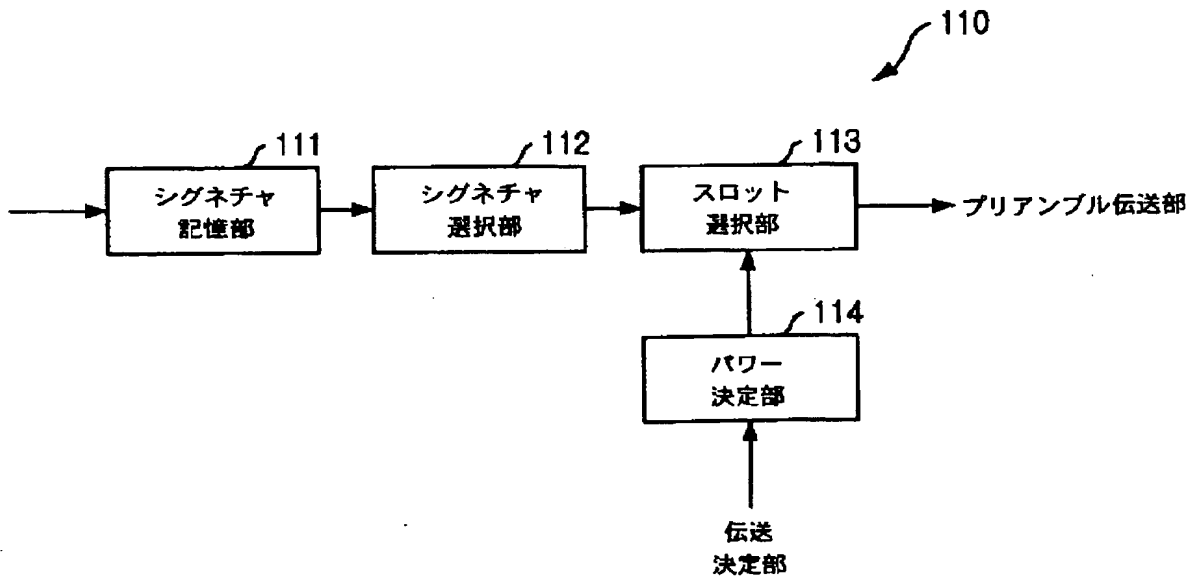 110
111
112
113
シグネチャ
記憶部
シグネチャ
選択部
スロット
選択部
プリアンブル伝送部
114
パワー
決定部
伝送
決定部